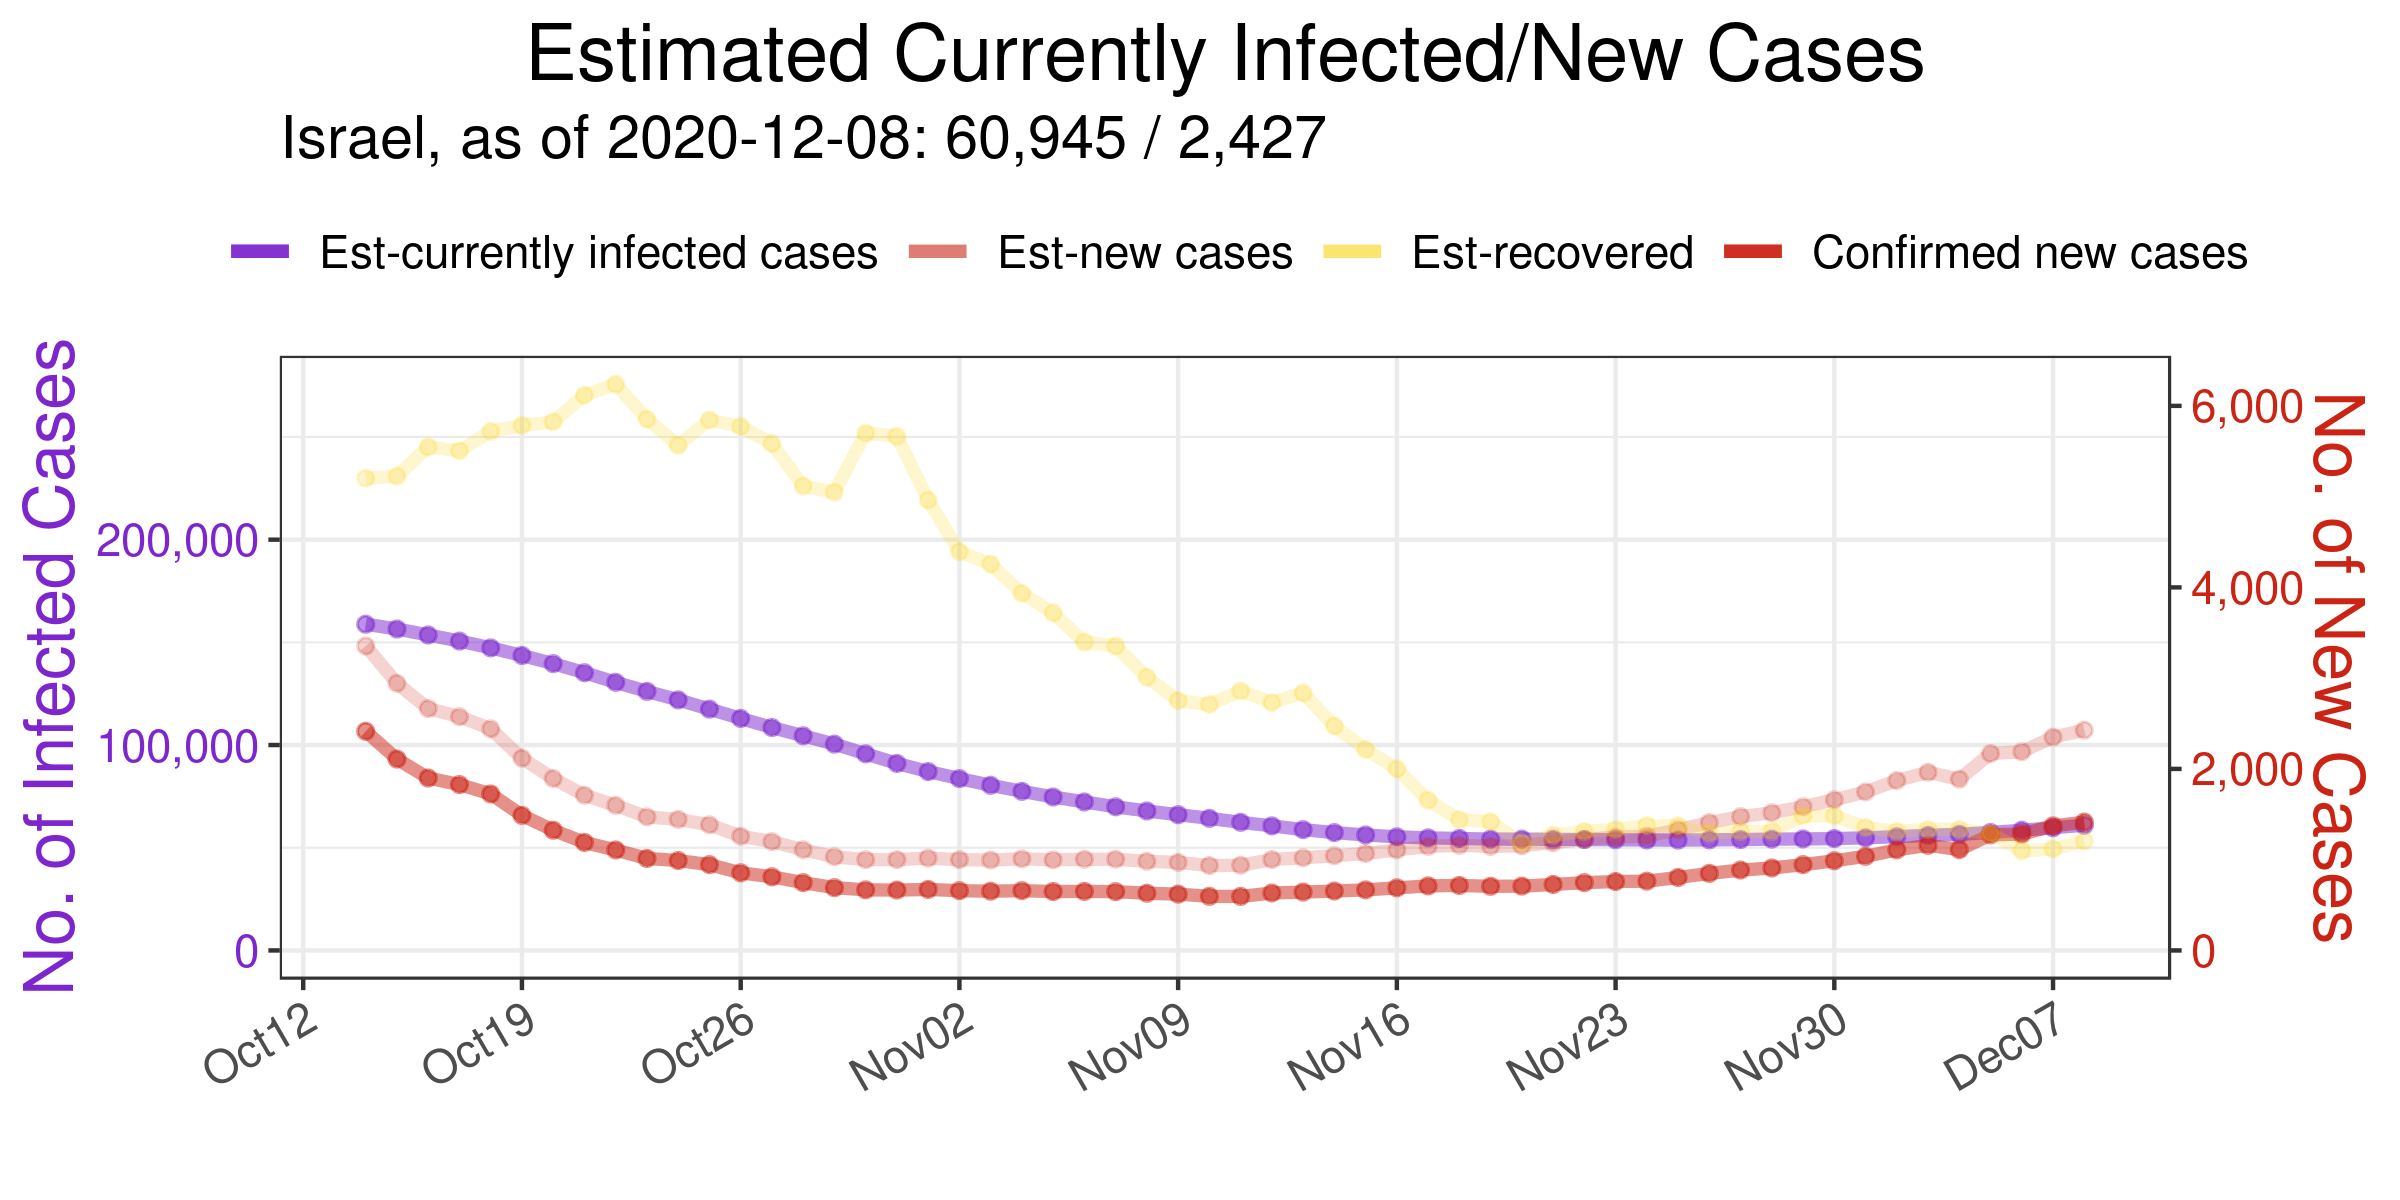 Estimated Currently Infected/New Cases
Israel, as of 2020-12-08: 60,945 / 2,427
Est-currently infected cases Est-new cases Est-recovered Confirmed new cases
No. of Infected Cases
200,000
100,000
0
6,000
4,000
2,000
0
No. of New Cases
Oct12 Oct19 Oct26 Nov02 Nov09 Nov16 Nov23 Nov30 Dec07